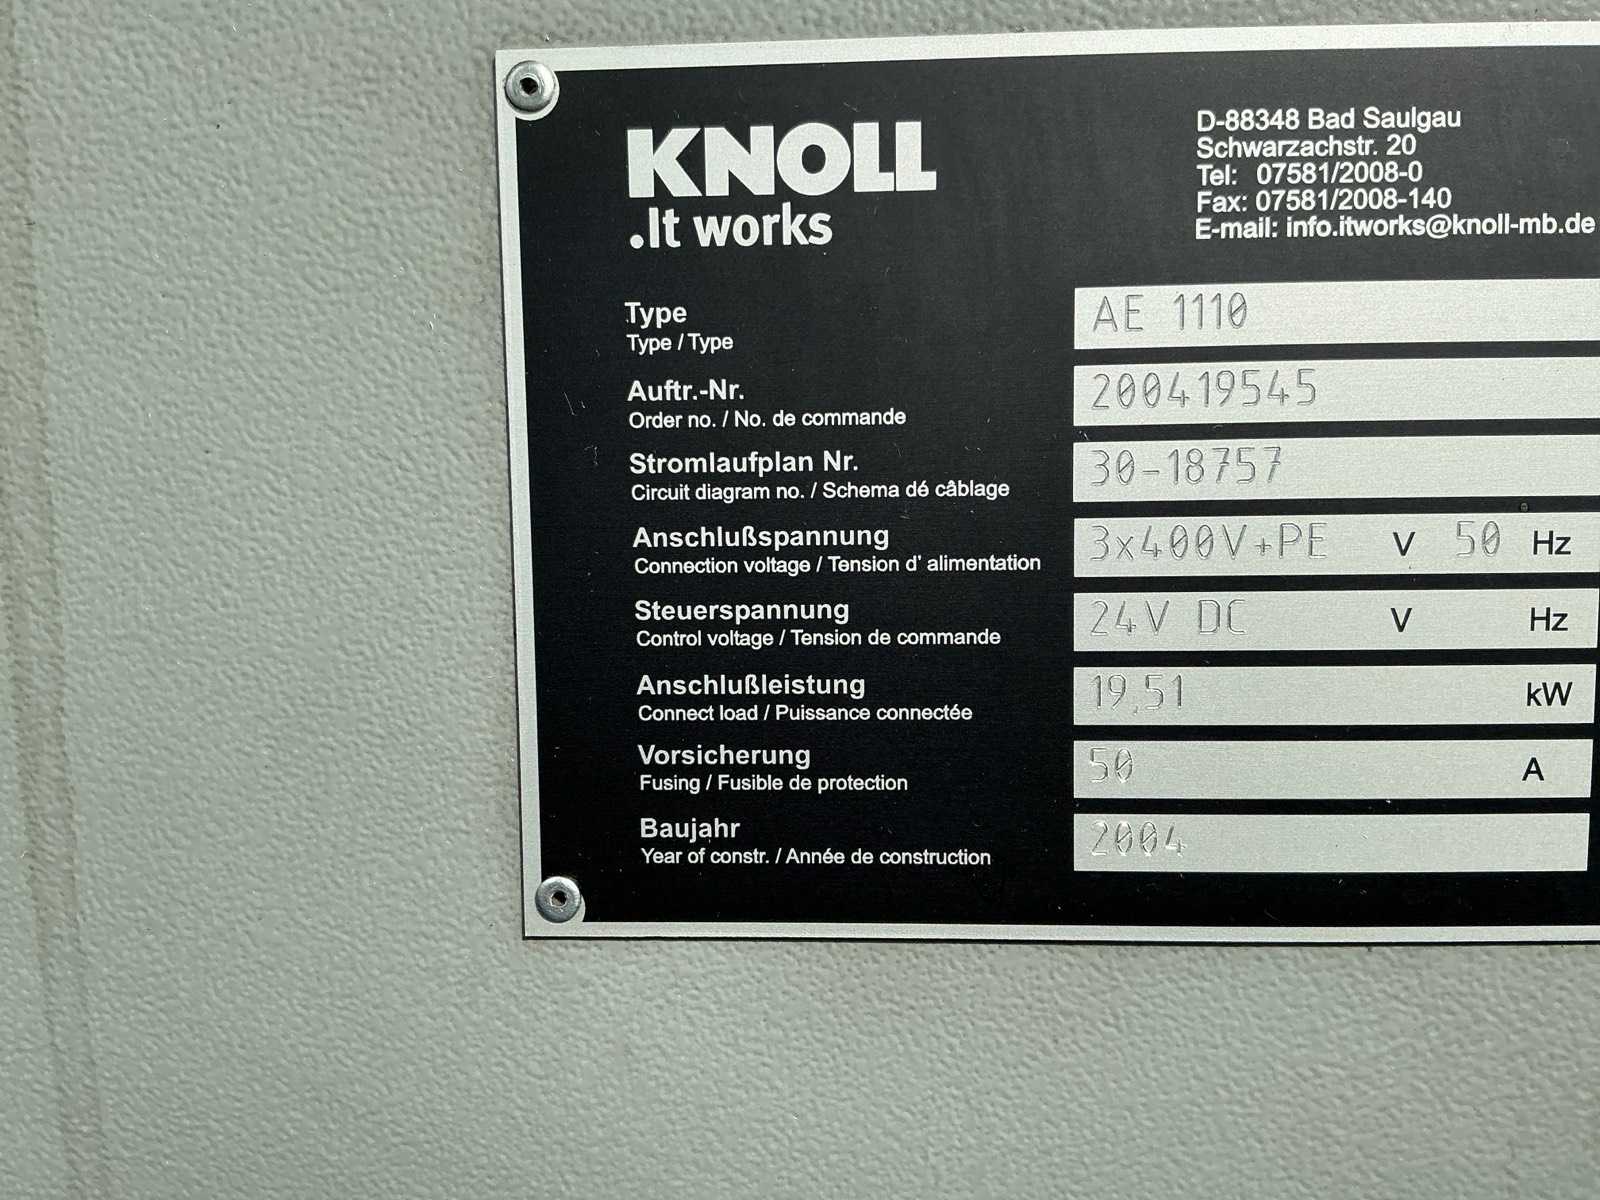 KNOLL
.It works
D-88348 Bad Saulgau
Schwarzachstr. 20
Tel: 07581/2008-0
Fax: 07581/2008-140
E-mail: info.itworks@knoll-mb.de
Type AE 1110
Type / Type
Auftr.-Nr. 200419545
Order no. / No. de commande
Stromlaufplan Nr. 30-18757
Circuit diagram no. / Schema dé câblage
Anschlußspannung 3x400V+PE V 50 Hz
Connection voltage / Tension d' alimentation
Steuerspannung 24V DC V Hz
Control voltage / Tension de commande
Anschlußleistung 19,51 kW
Connect load / Puissance connectée
Vorsicherung 50 A
Fusing / Fusible de protection
Baujahr 2004
Year of constr. / Année de construction